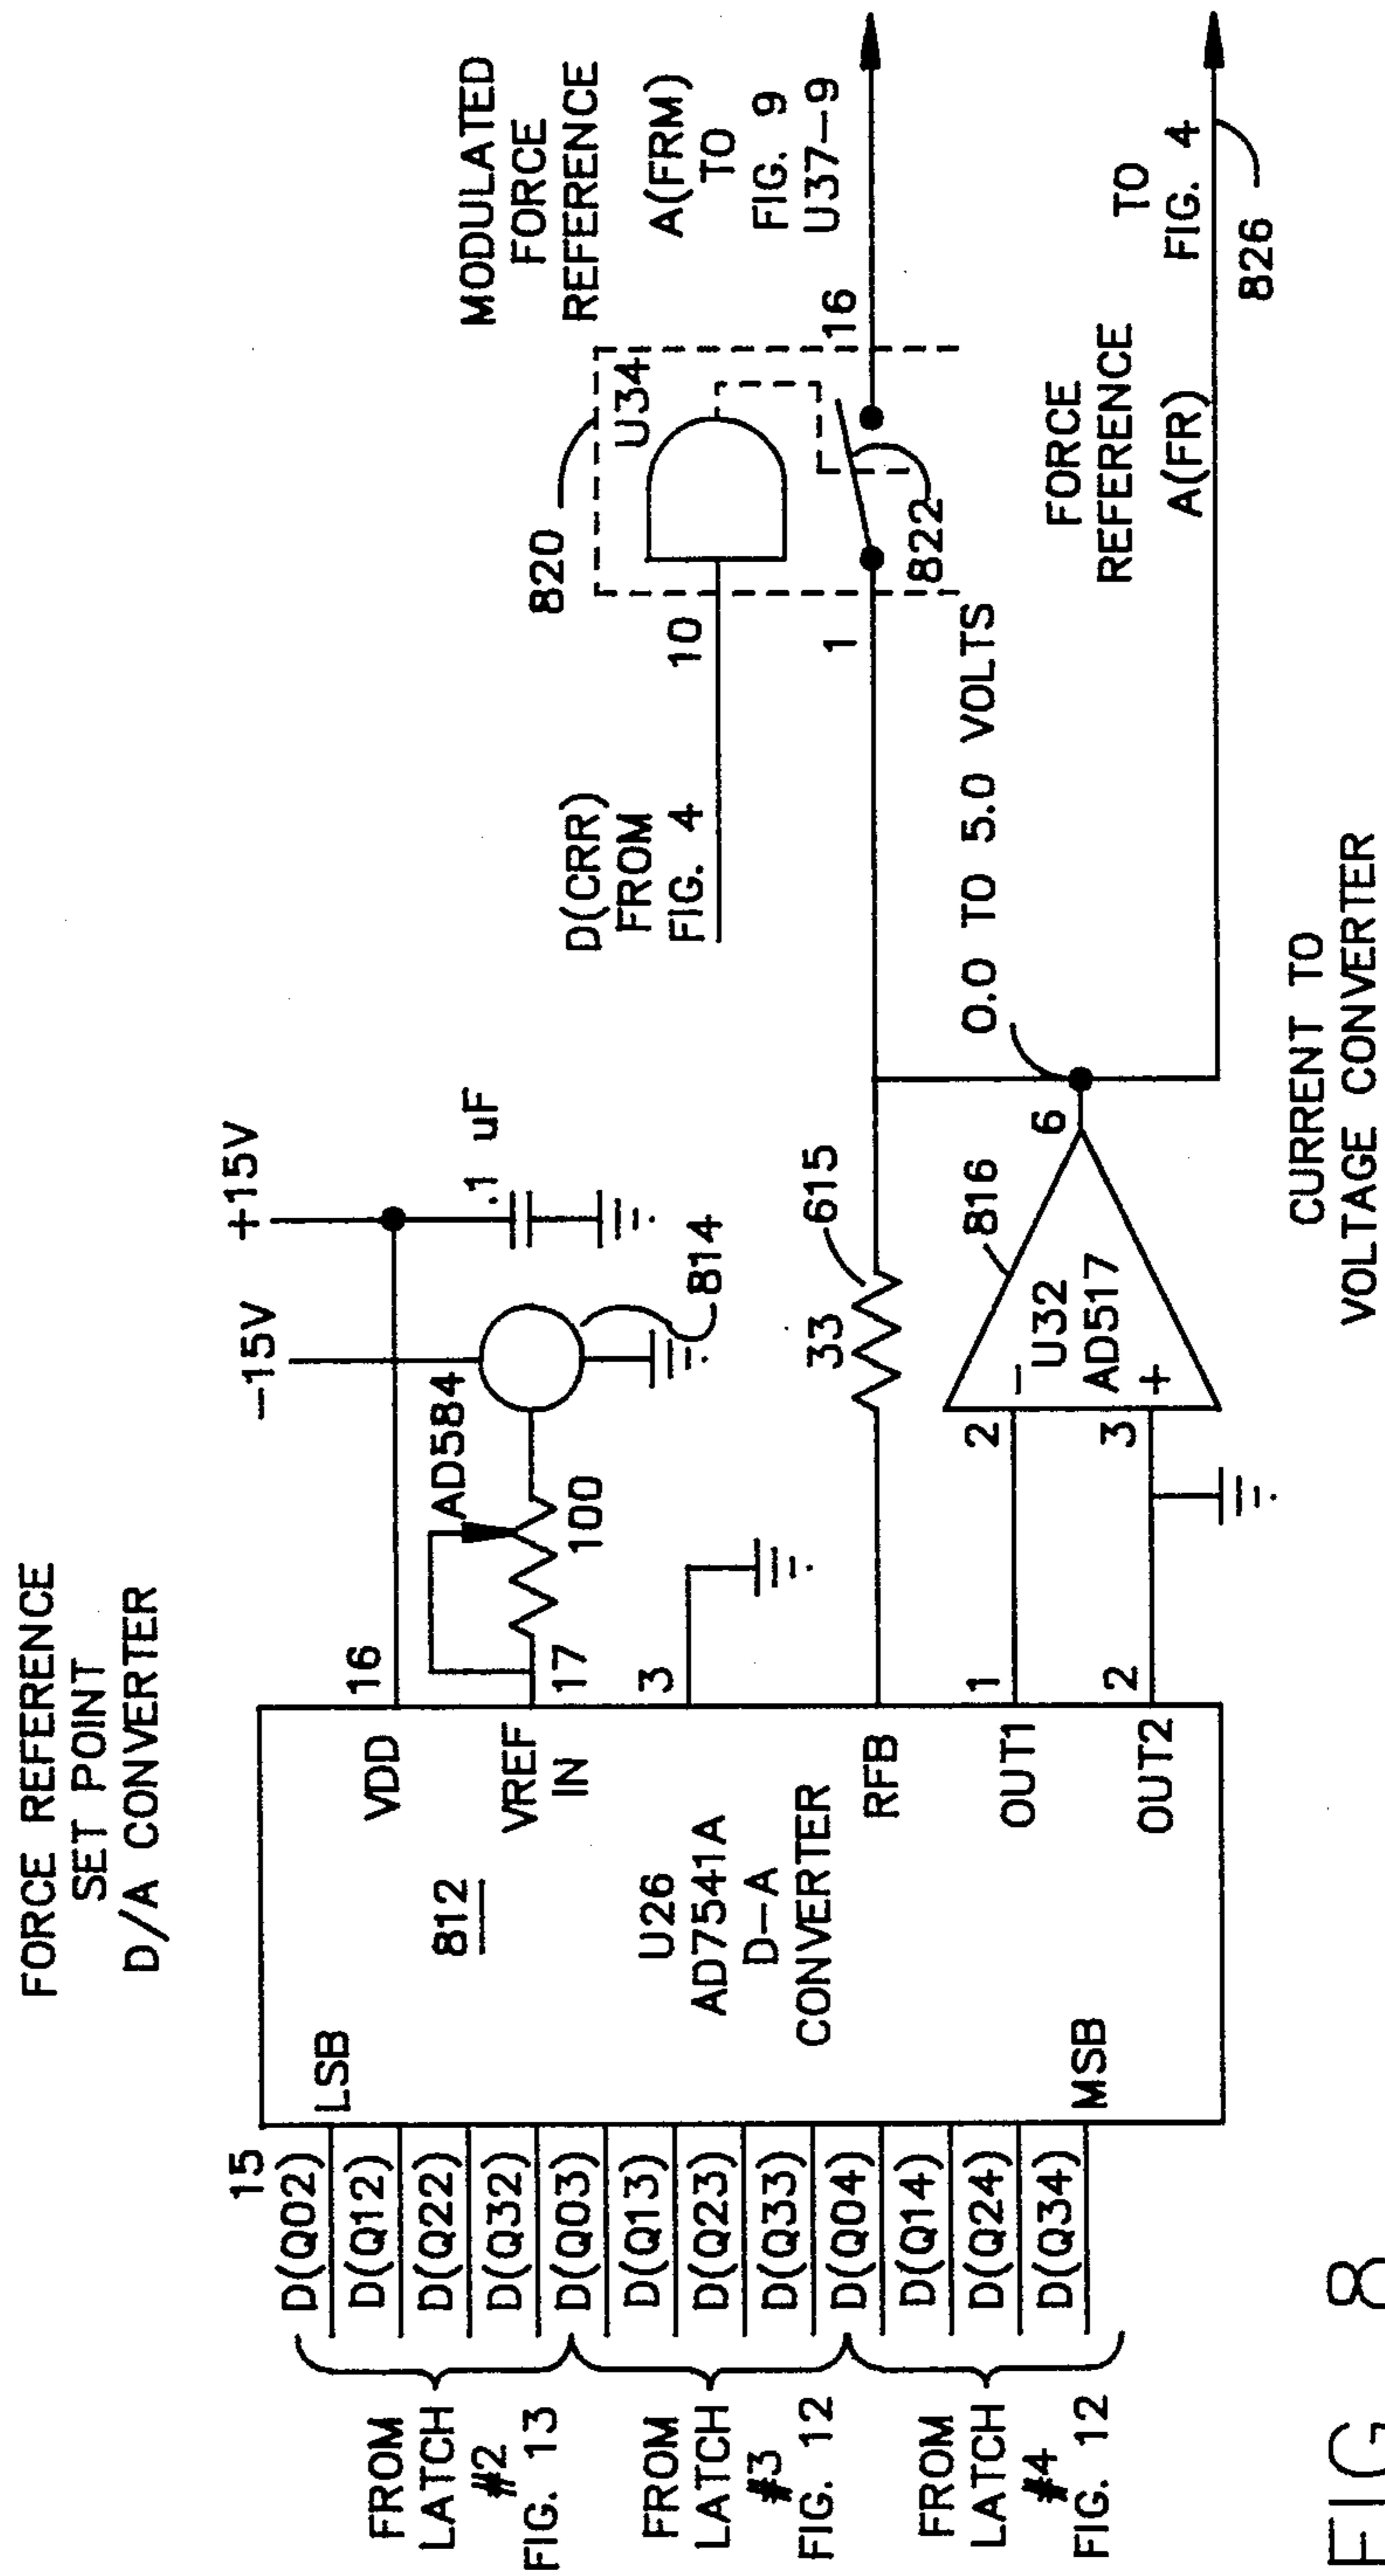 FORCE REFERENCE
SET POINT
D/A CONVERTER
-15V
+15V
.1 uF
AD584
814
100
15
LSB
MSB
D(Q02)
D(Q12)
D(Q22)
D(Q32)
D(Q03)
D(Q13)
D(Q23)
D(Q33)
D(Q04)
D(Q14)
D(Q24)
D(Q34)
FROM
LATCH
#2
FIG. 13
FROM
LATCH
#3
FIG. 12
FROM
LATCH
#4
FIG. 12
812
U26
AD7541A
D-A
CONVERTER
VDD
16
VREF
IN
17
3
RFB
OUT1
1
OUT2
2
33
615
2
3
-
+
U32
AD517
816
6
CURRENT TO
VOLTAGE CONVERTER
0.0 TO 5.0 VOLTS
D(CRR)
FROM
FIG. 4
10
1
820
U34
822
16
MODULATED
FORCE
REFERENCE
A(FRM)
TO
FIG. 9
U37-9
FORCE
REFERENCE
A(FR)
TO
FIG. 4
826
FIG. 8